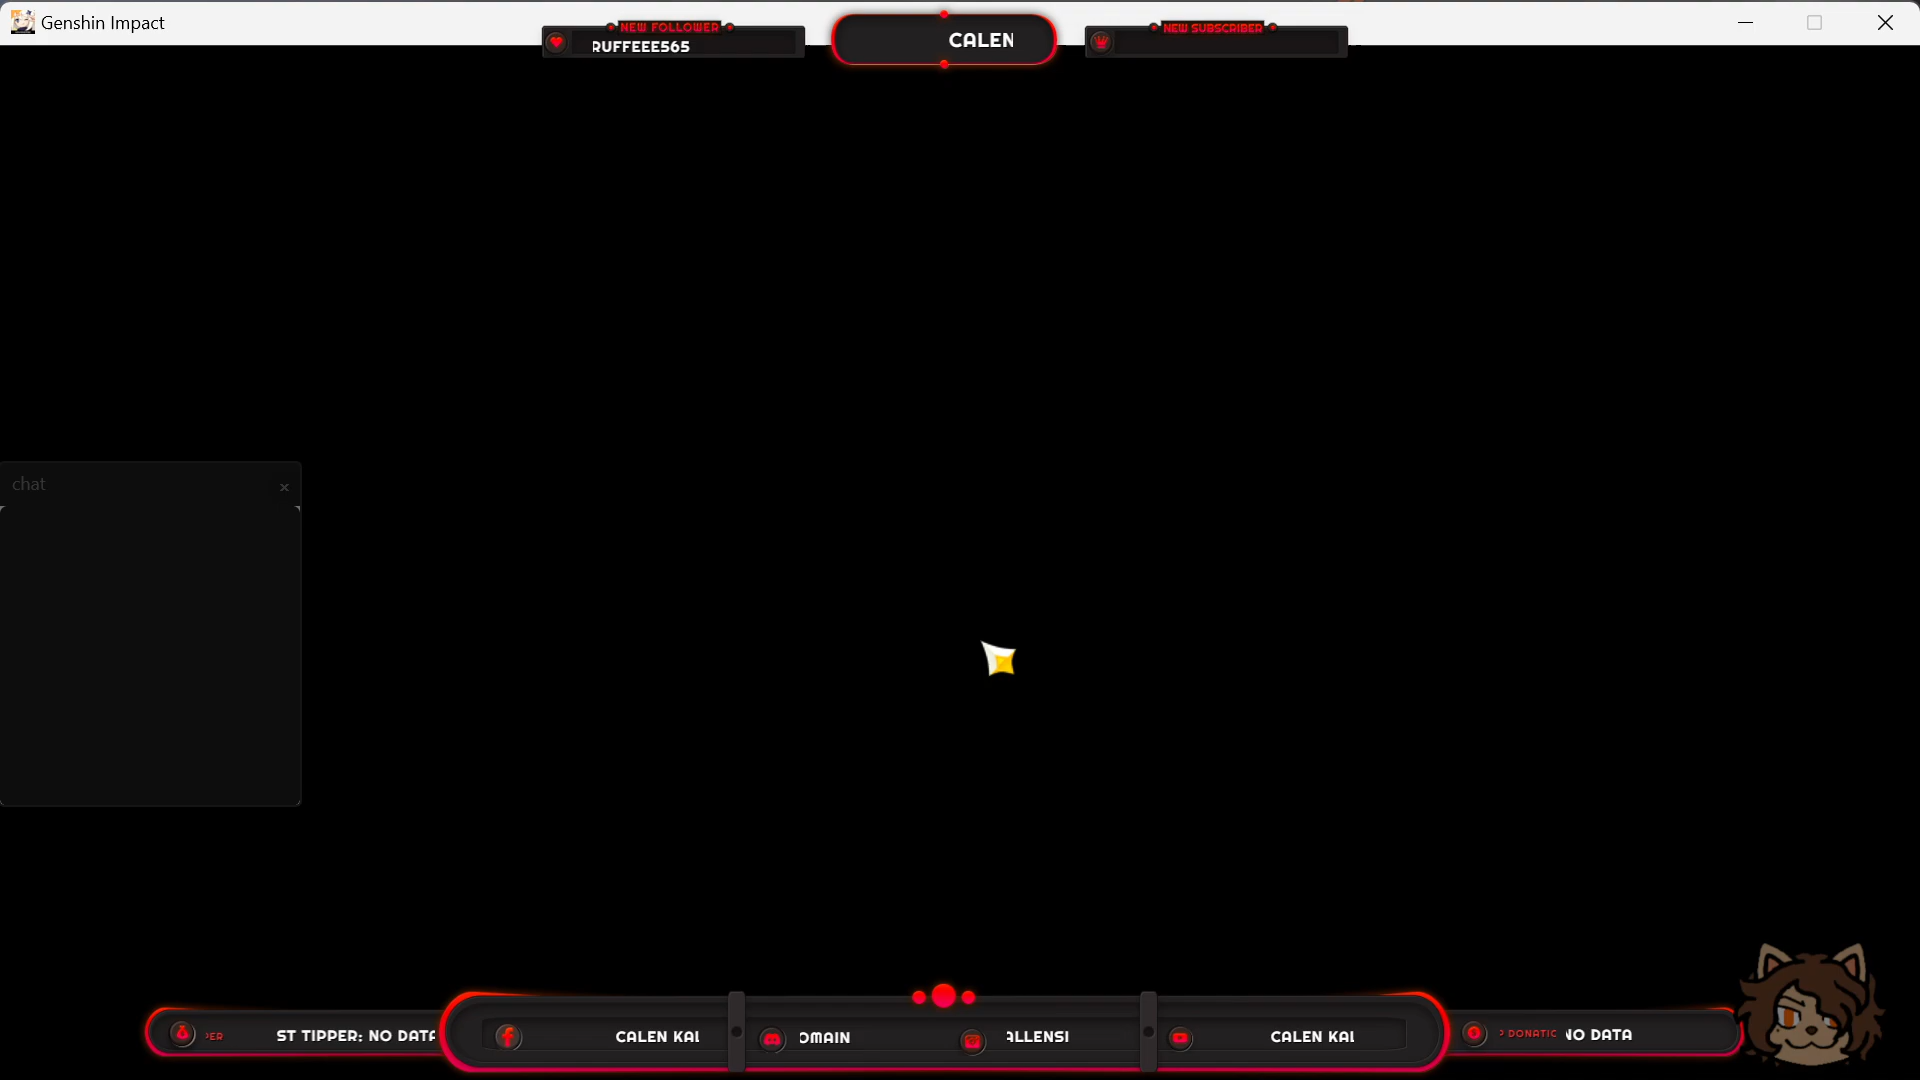 Genshin Impact
NEW FOLLOWER
RUFFEEE565
CALEN
NEW SUBSCRIBER
chat
ST TIPPER: NO DATA
CALEN KAI
OMAIN
ALLENSI
CALEN KAI
DONATIC
NO DATA